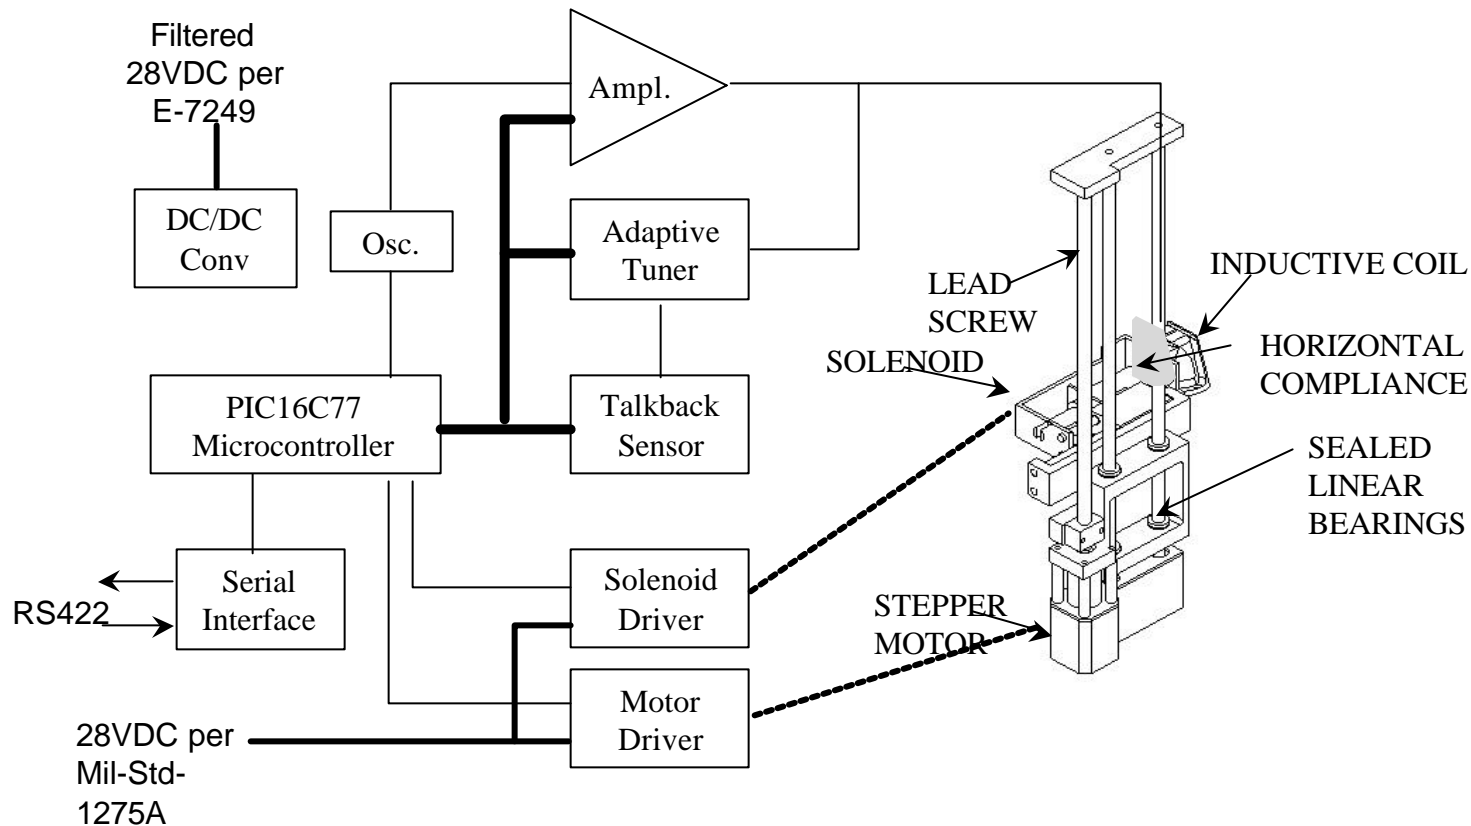 Filtered
28VDC per
E-7249
DC/DC
Conv
Osc.
Ampl.
Adaptive
Tuner
PIC16C77
Microcontroller
Talkback
Sensor
Serial
Interface
RS422
Solenoid
Driver
Motor
Driver
28VDC per
Mil-Std-
1275A
LEAD
SCREW
SOLENOID
INDUCTIVE COIL
HORIZONTAL
COMPLIANCE
SEALED
LINEAR
BEARINGS
STEPPER
MOTOR